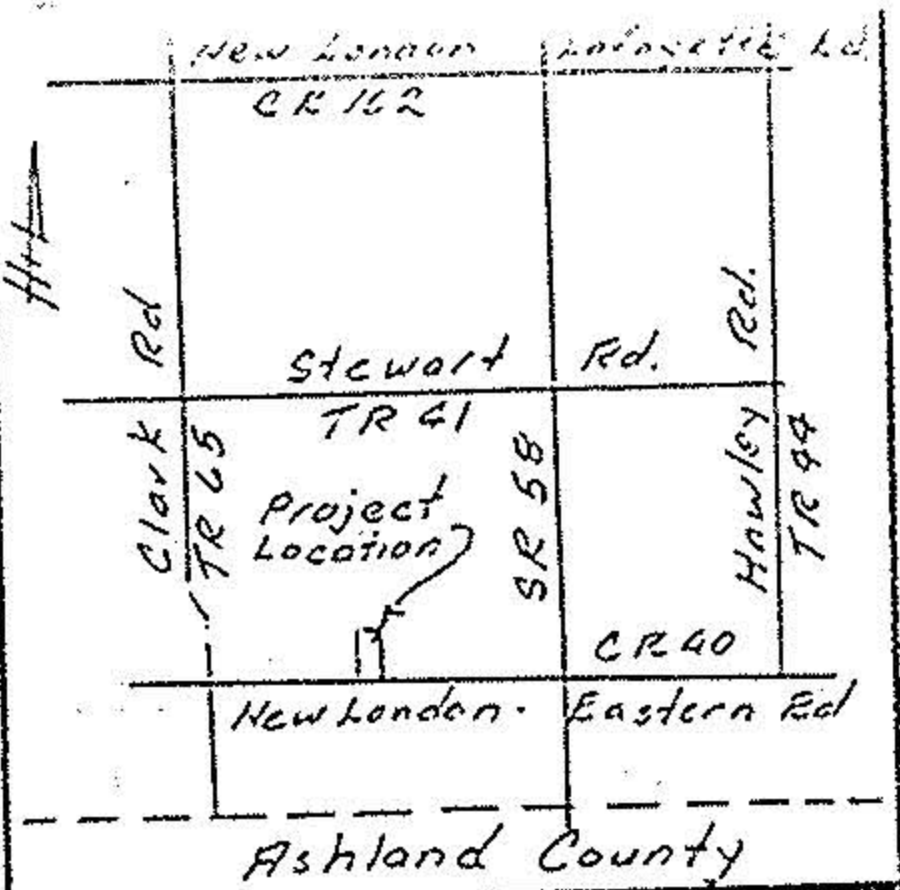 New London Lafayette Rd.
CR 162
Clark Rd
TR 65
Stewart Rd.
TR 41
SR 58
Hawley Rd.
TR 44
Project
Location
CR 40
New London. Eastern Rd
Ashland County